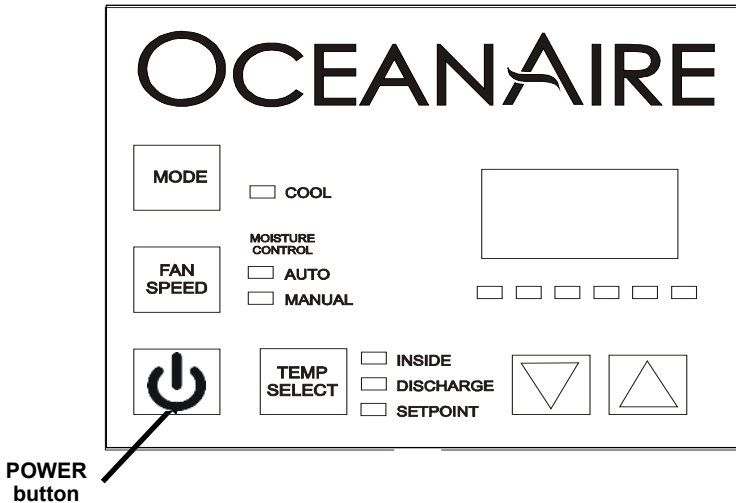 OCEANAIRE
MODE
COOL
MOISTURE
CONTROL
FAN
SPEED
AUTO
MANUAL
TEMP
SELECT
INSIDE
DISCHARGE
SETPOINT
POWER
button